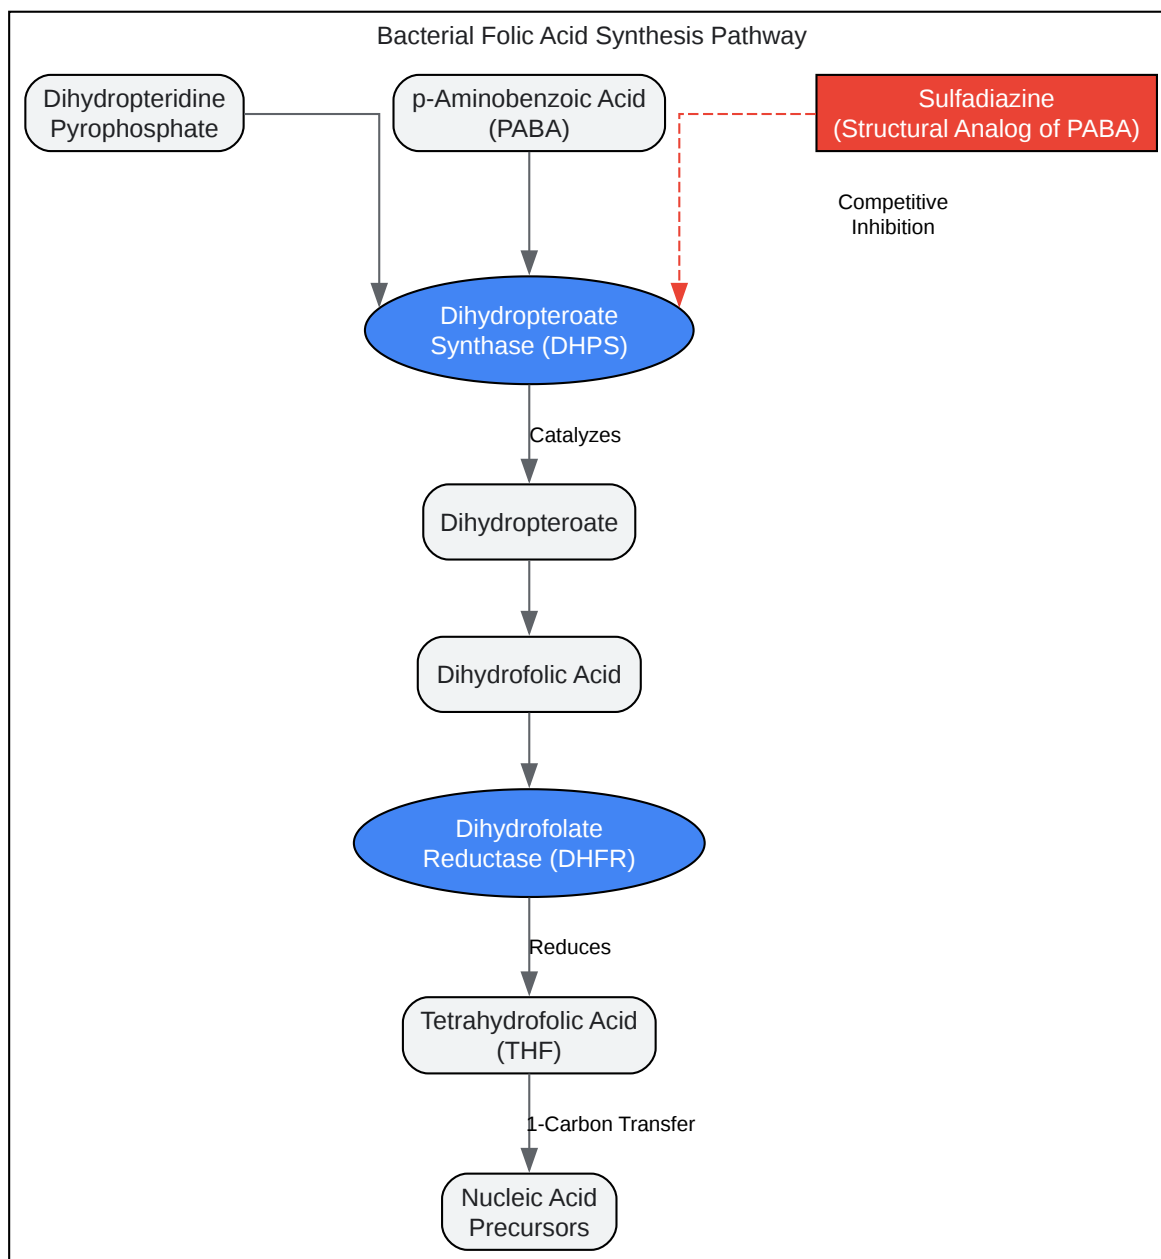 Bacterial Folic Acid Synthesis Pathway
Dihydropteridine
Pyrophosphate
p-Aminobenzoic Acid
(PABA)
Sulfadiazine
(Structural Analog of PABA)
Competitive
Inhibition
Dihydropteroate
Synthase (DHPS)
Catalyzes
Dihydropteroate
Dihydrofolic Acid
Dihydrofolate
Reductase (DHFR)
Reduces
Tetrahydrofolic Acid
(THF)
1-Carbon Transfer
Nucleic Acid
Precursors